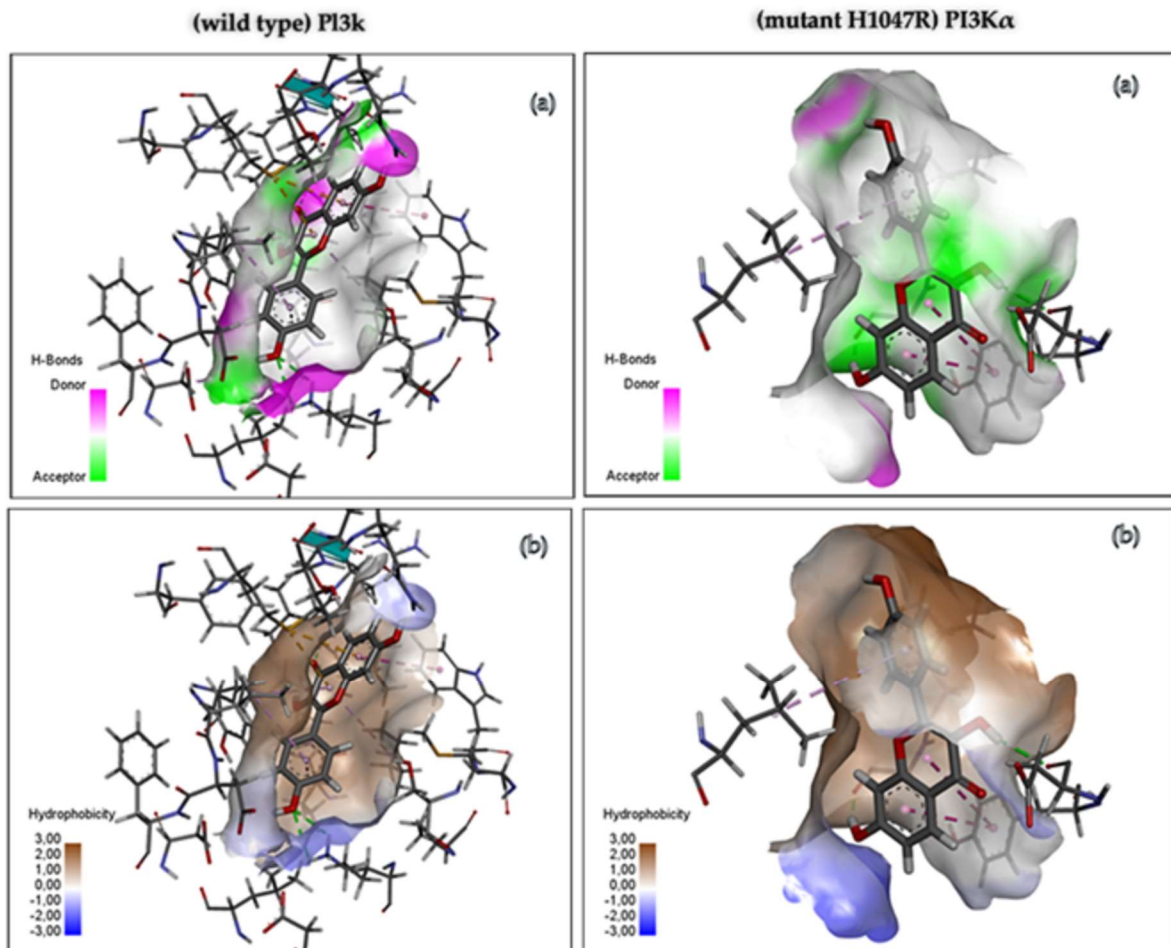 (wild type) PI3k
(mutant H1047R) PI3Kα
(a)
H-Bonds
Donor
Acceptor
(a)
H-Bonds
Donor
Acceptor
(b)
Hydrophobicity
3,00
2,00
1,00
0,00
-1,00
-2,00
-3,00
(b)
Hydrophobicity
3,00
2,00
1,00
0,00
-1,00
-2,00
-3,00